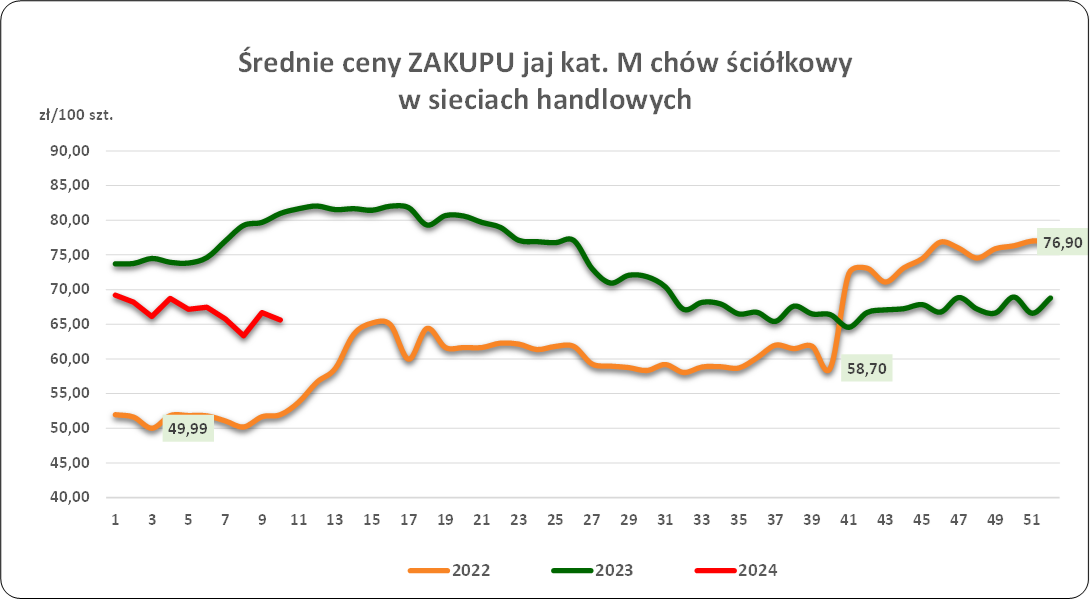 Średnie ceny ZAKUPU jaj kat. M chów ściółkowy
w sieciach handlowych
zł/100 szt.
90,00
85,00
80,00
75,00
70,00
65,00
60,00
55,00
50,00
45,00
40,00
76,90
58,70
49,99
1 3 5 7 9 11 13 15 17 19 21 23 25 27 29 31 33 35 37 39 41 43 45 47 49 51
2022 2023 2024